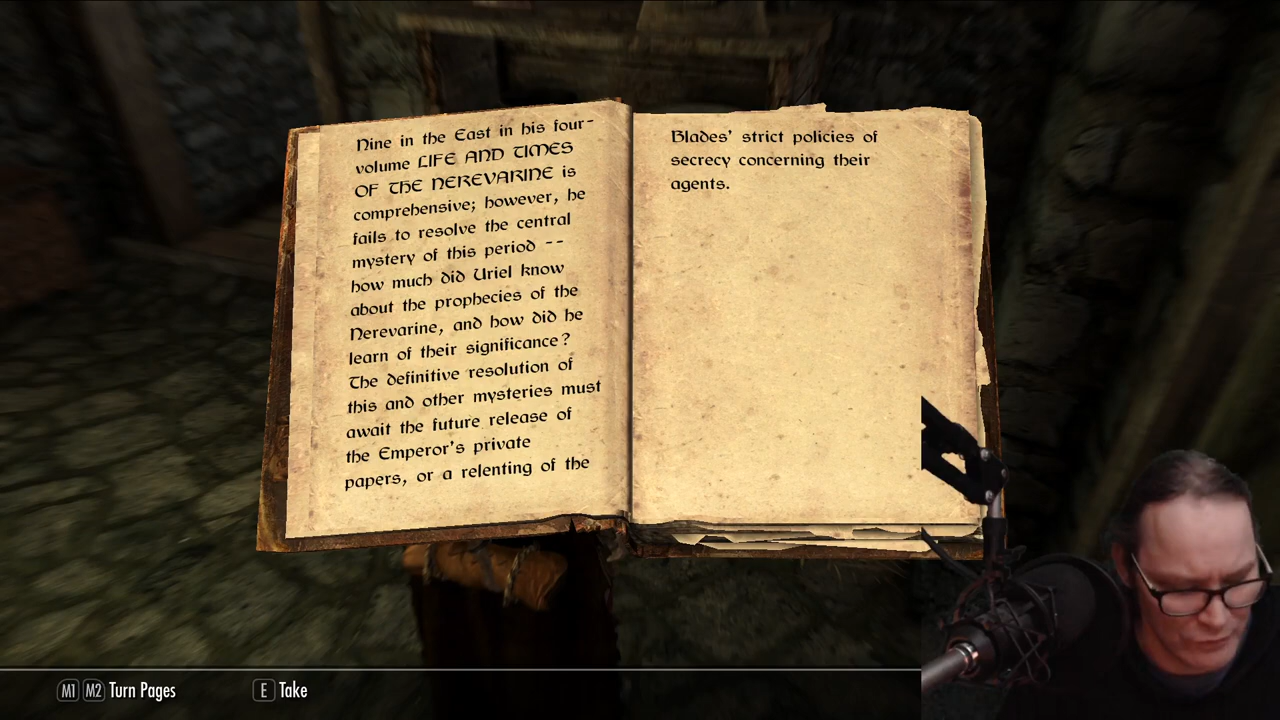 Nine in the East in his four-
volume LIFE AND TIMES
OF THE NEREVARINE is
comprehensive; however, he
fails to resolve the central
mystery of this period --
how much did Uriel know
about the prophecies of the
Nerevarine, and how did he
learn of their significance?
The definitive resolution of
this and other mysteries must
await the future release of
the Emperor's private
papers, or a relenting of the
Blades' strict policies of
secrecy concerning their
agents.
M1 M2 Turn Pages
E Take